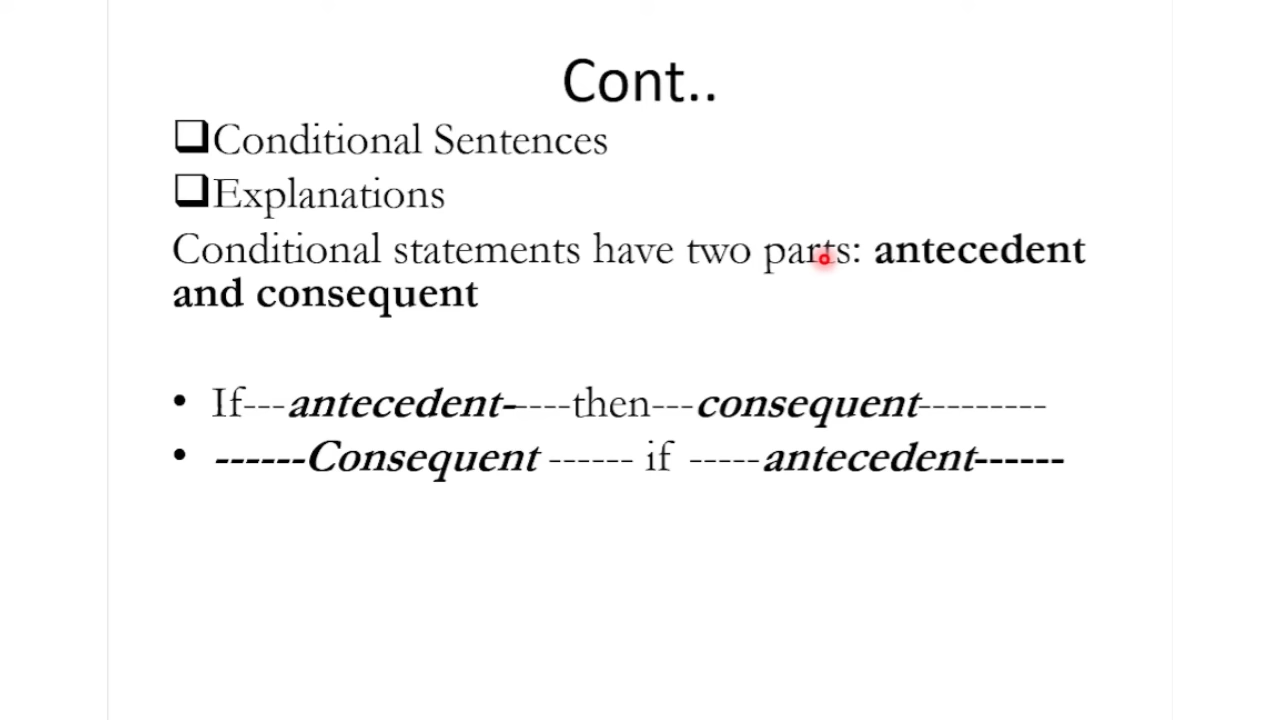 Cont..
❑Conditional Sentences
❑Explanations
Conditional statements have two parts: antecedent
and consequent
• If---antecedent-----then---consequent---------
• ------Consequent ------ if -----antecedent------